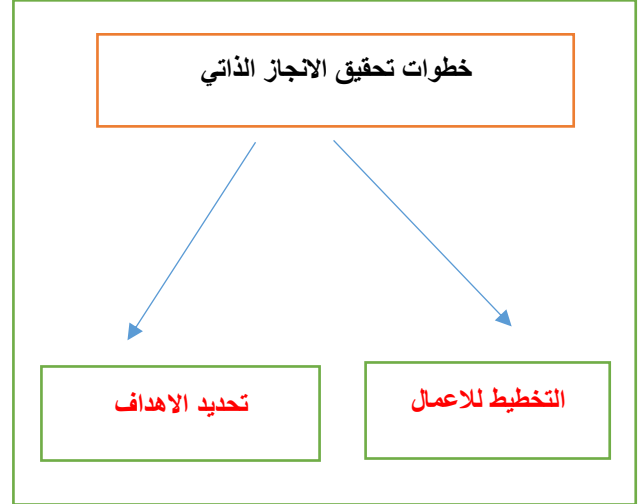 خطوات تحقيق الانجاز الذاتي
التخطيط للاعمال
تحديد الاهداف